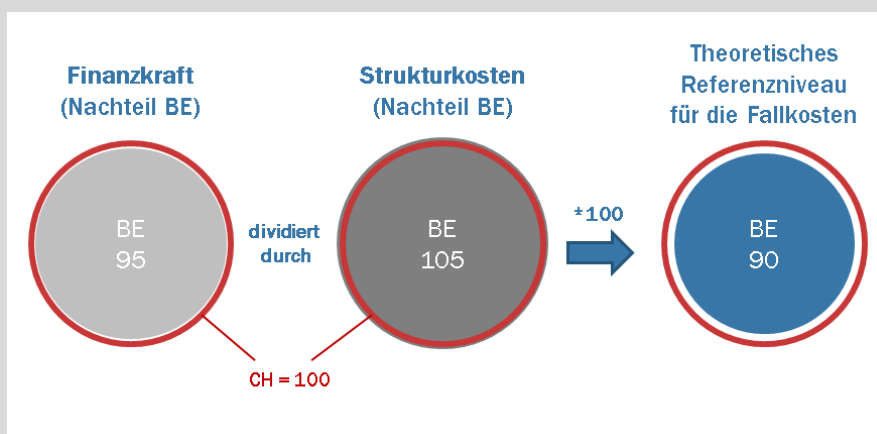 Finanzkraft
(Nachteil BE)
Strukturkosten
(Nachteil BE)
Theoretisches
Referenzniveau
für die Fallkosten
BE
95
dividiert
durch
BE
105
*100
BE
90
CH = 100